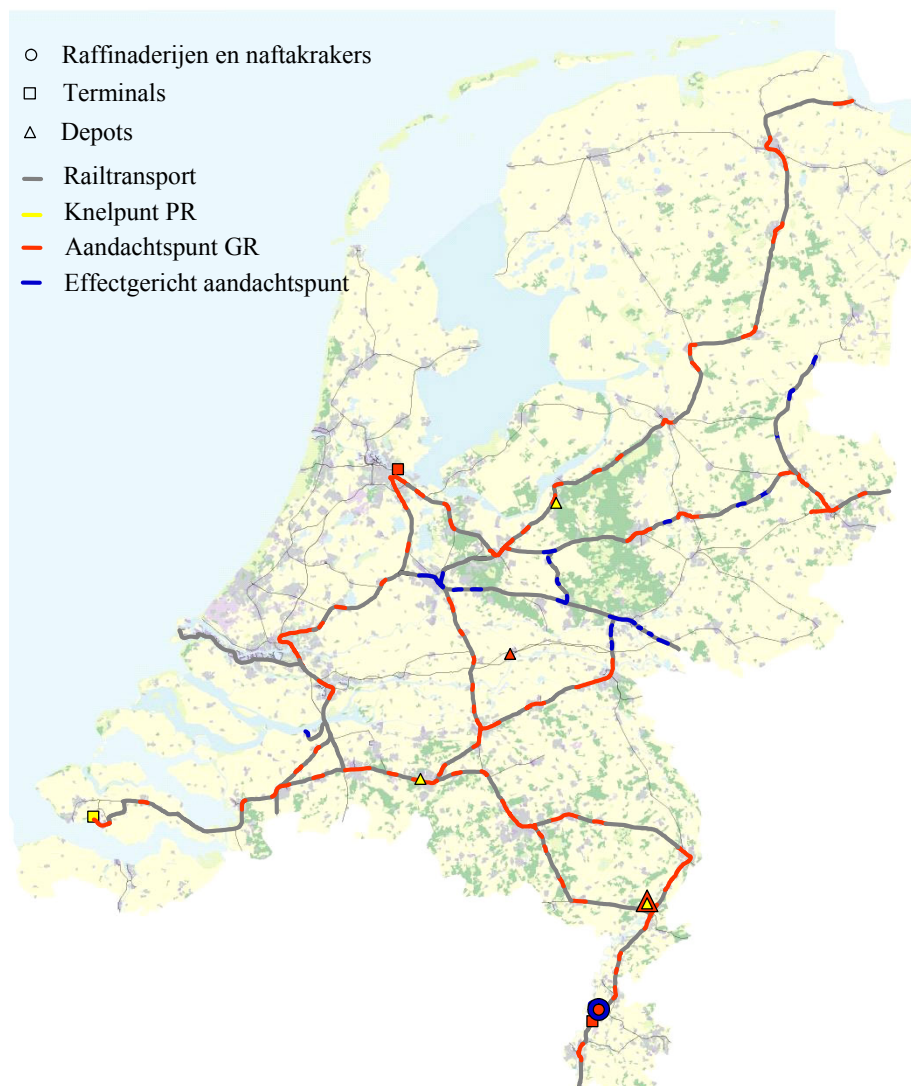 Raffinaderijen en naftakrakers
Terminals
Depots
Railtransport
Knelpunt PR
Aandachtspunt GR
Effectgericht aandachtspunt